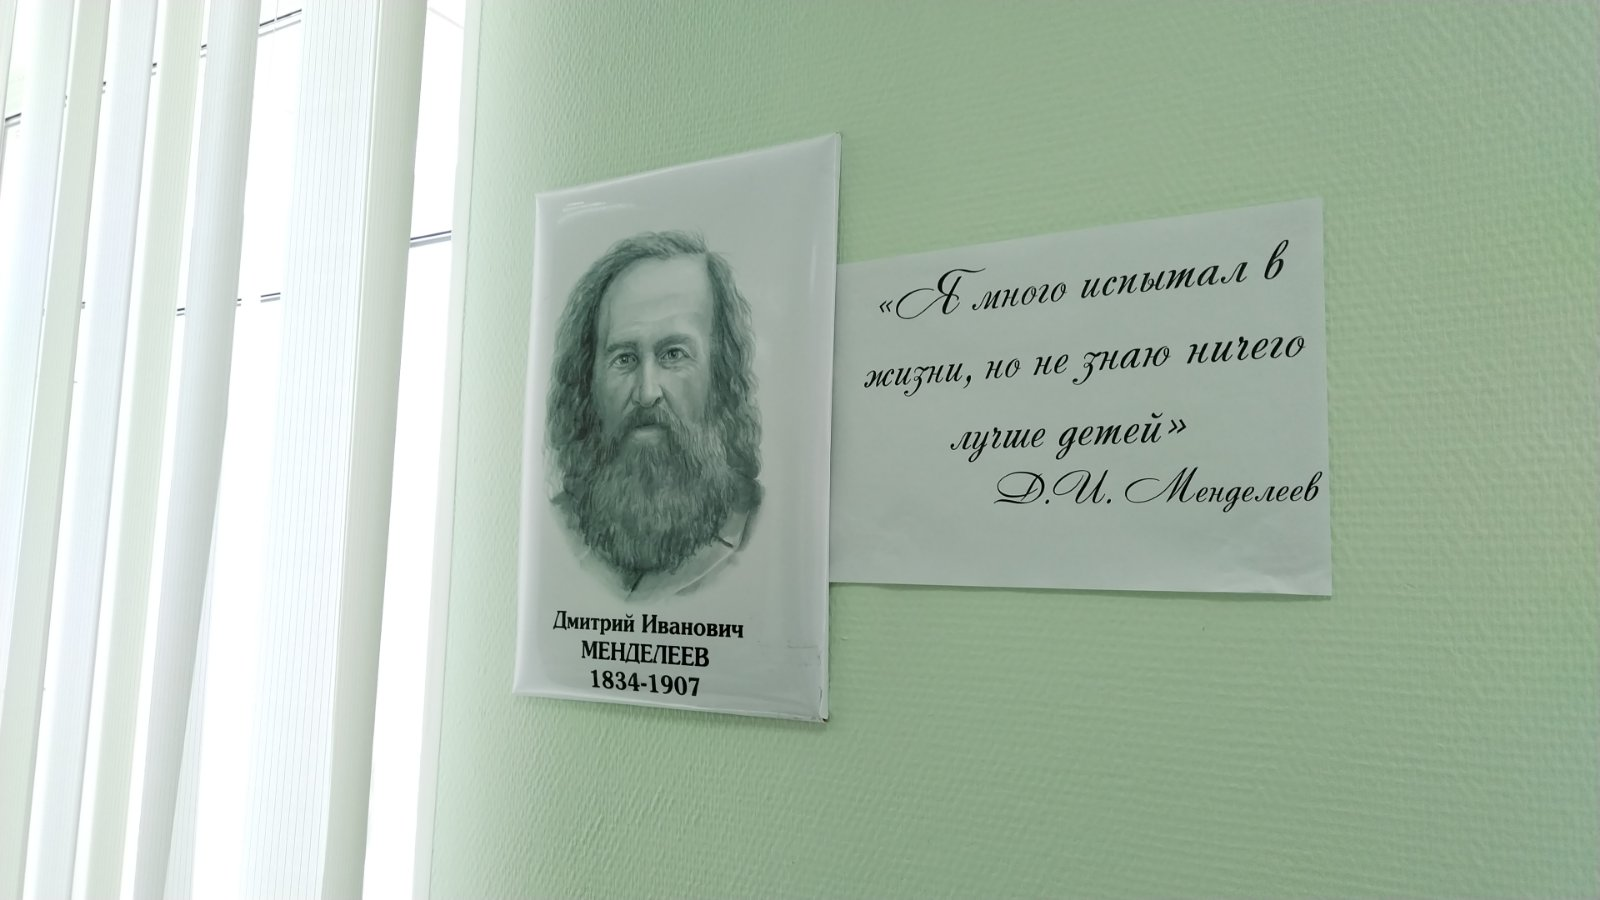 Дмитрий Иванович
МЕНДЕЛЕЕВ
1834-1907
«Я много испытал в
жизни, но не знаю ничего
лучше детей»
Д.И. Менделеев